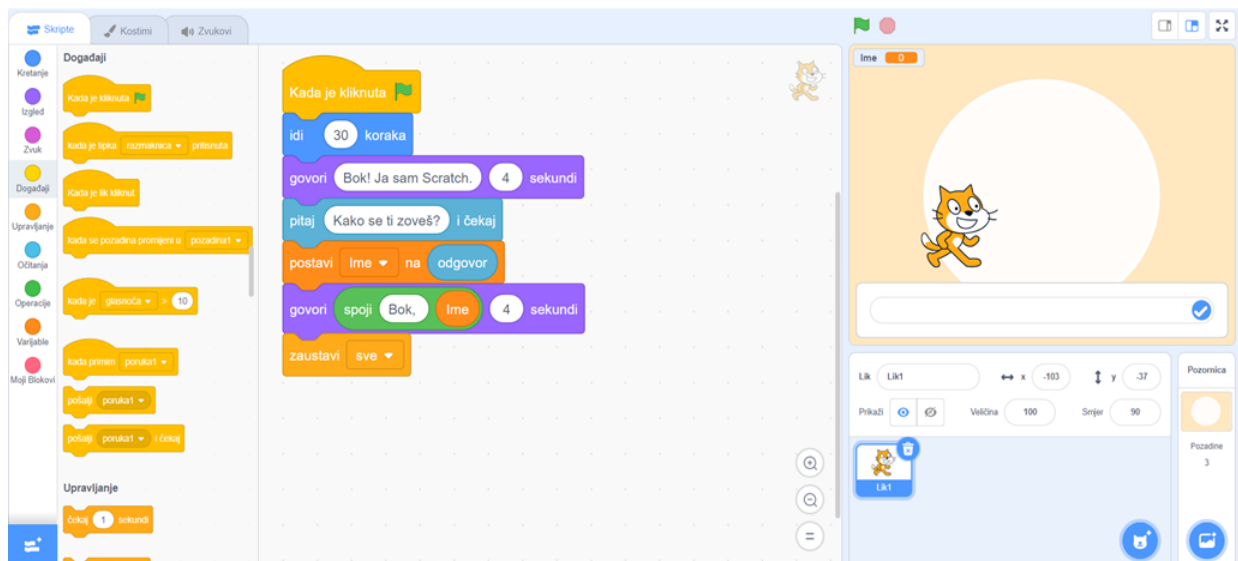 Skripte
Kostimi
Zvukovi
Kretanje
Izgled
Zvuk
Događaji
Upravljanje
Očitanja
Operacije
Varijable
Moji Blokovi
Događaji
Kada je kliknuta
kada je tipka razmaknica pritisnuta
Kada je lik kliknut
kada se pozadina promijeni u pozadina1
kada je glasnoća > 10
kada primim poruka1
pošalji poruka1
pošalji poruka1 i čekaj
Upravljanje
čekaj 1 sekundi
Kada je kliknuta
idi 30 koraka
govori Bok! Ja sam Scratch. 4 sekundi
pitaj Kako se ti zoveš? i čekaj
postavi Ime na odgovor
govori spoji Bok, Ime 4 sekundi
zaustavi sve
Ime 0
Lik Lik1 x -103 y -37
Prikaži Veličina 100 Smjer 90
Lik1
Pozornica
Pozadine
3